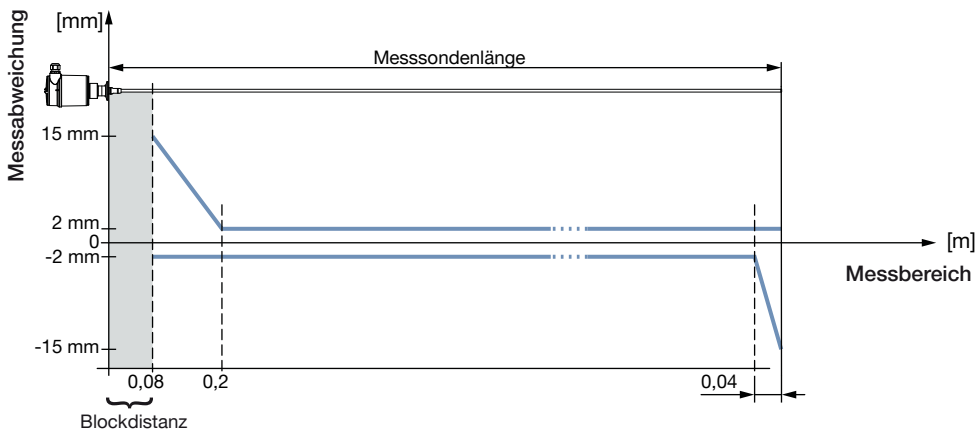 [mm]
Messabweichung
Messsondenlänge
15 mm
2 mm
0
-2 mm
[m]
Messbereich
-15 mm
0,08
0,2
0,04
Blockdistanz